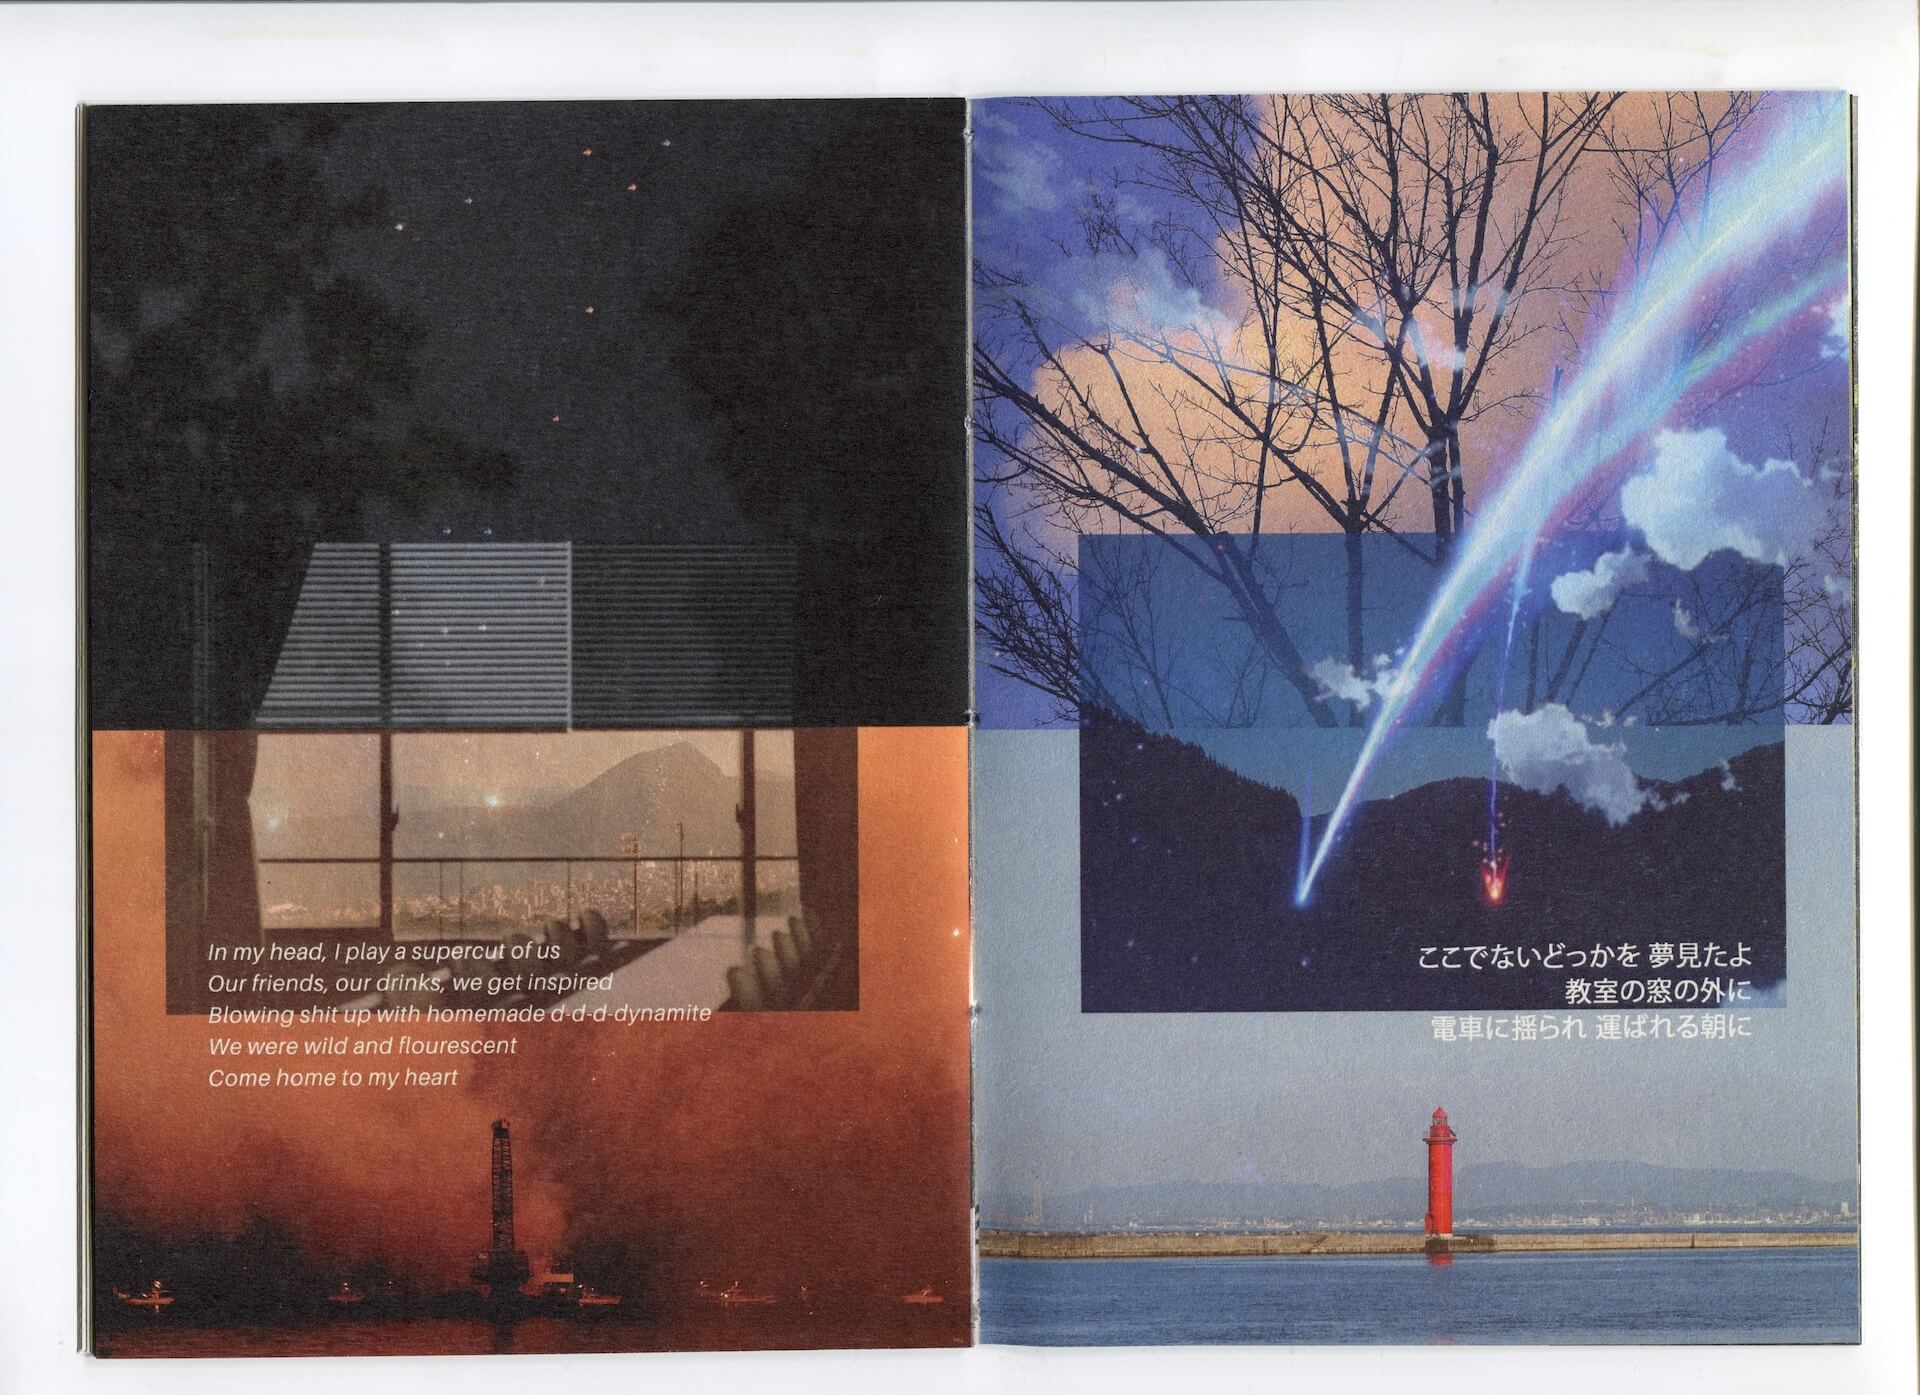 In my head, I play a supercut of us
Our friends, our drinks, we get inspired
Blowing shit up with homemade d-d-d-dynamite
We were wild and flourescent
Come home to my heart
ここでないどっかを 夢見たよ
教室の窓の外に
電車に揺られ 運ばれる朝に